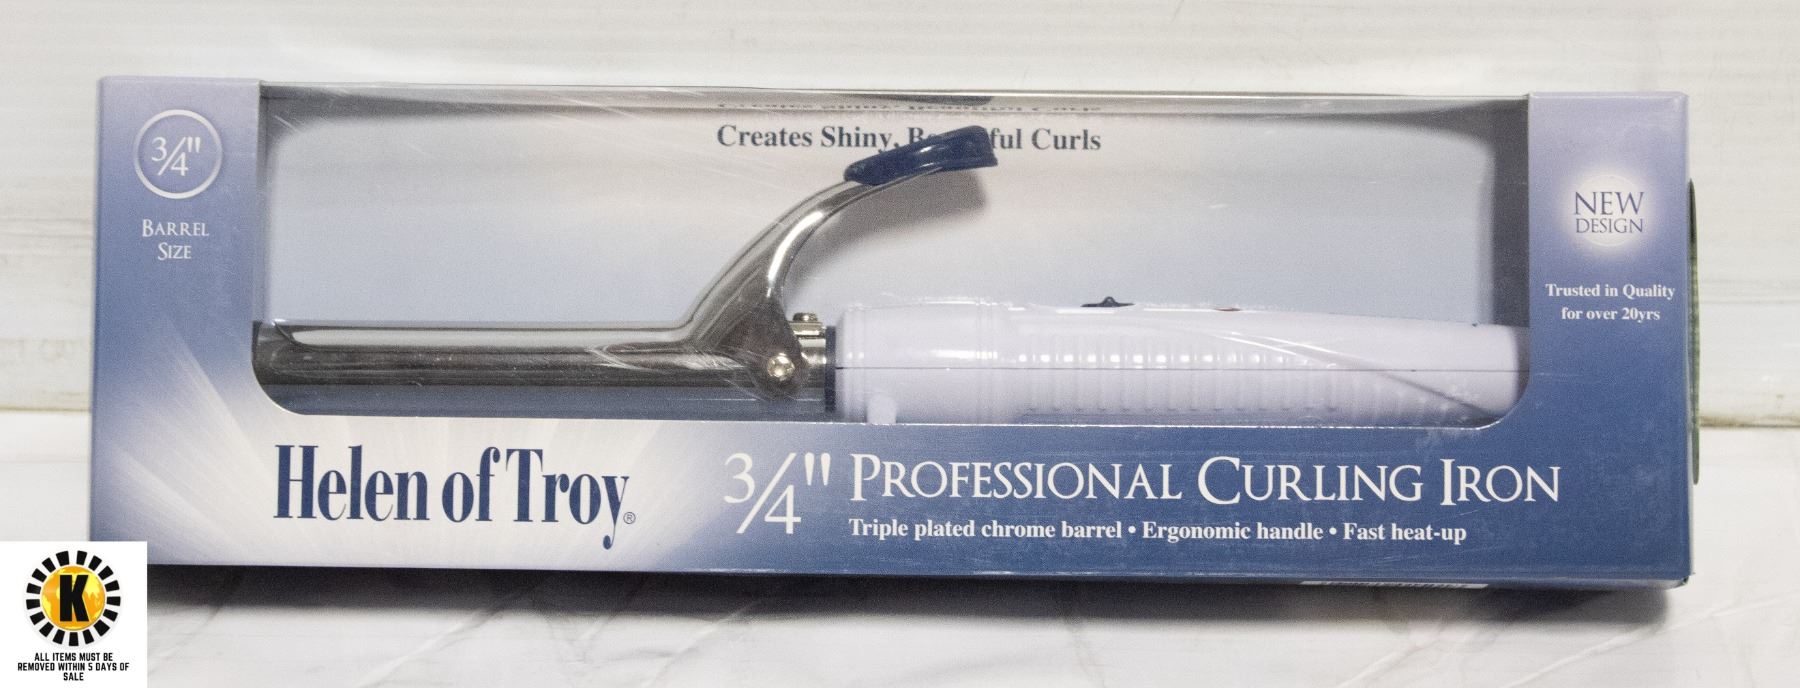 3/4"
BARREL
SIZE
Creates Shiny, ful Curls
NEW
DESIGN
Trusted in Quality
for over 20yrs
Helen of Troy®
3/4" PROFESSIONAL CURLING IRON
Triple plated chrome barrel • Ergonomic handle • Fast heat-up
K
ALL ITEMS MUST BE
REMOVED WITHIN 5 DAYS OF
SALE